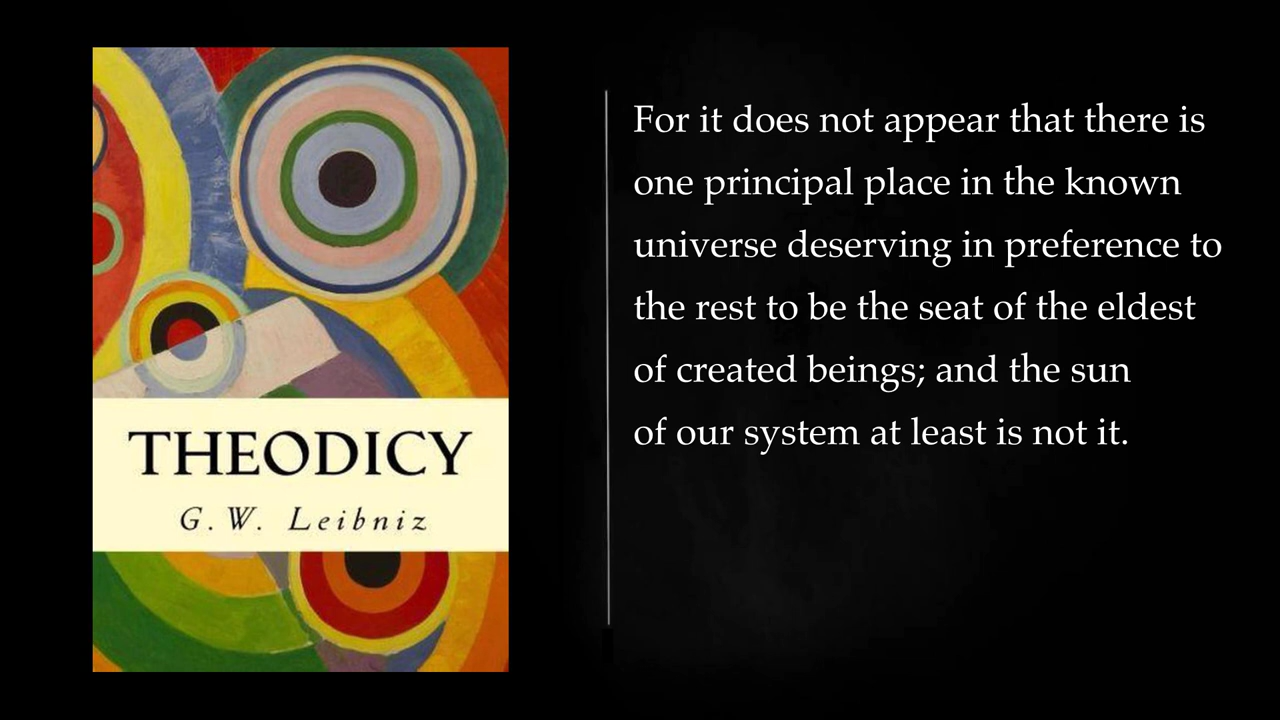 THEODICY
G. W. Leibniz
For it does not appear that there is
one principal place in the known
universe deserving in preference to
the rest to be the seat of the eldest
of created beings; and the sun
of our system at least is not it.